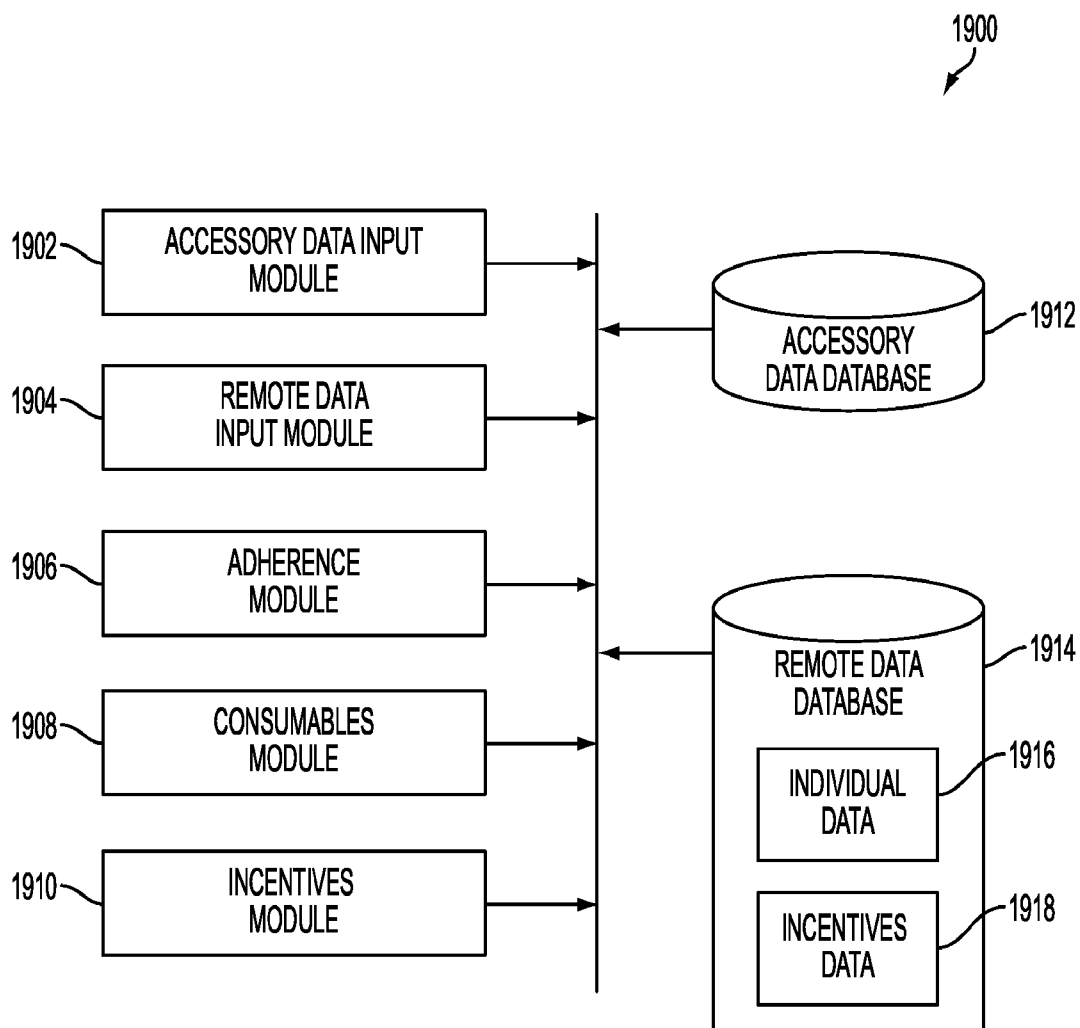 1900
1902
ACCESSORY DATA INPUT
MODULE
1904
REMOTE DATA
INPUT MODULE
1906
ADHERENCE
MODULE
1908
CONSUMABLES
MODULE
1910
INCENTIVES
MODULE
ACCESSORY
DATA DATABASE
1912
REMOTE DATA
DATABASE
1914
INDIVIDUAL
DATA
1916
INCENTIVES
DATA
1918